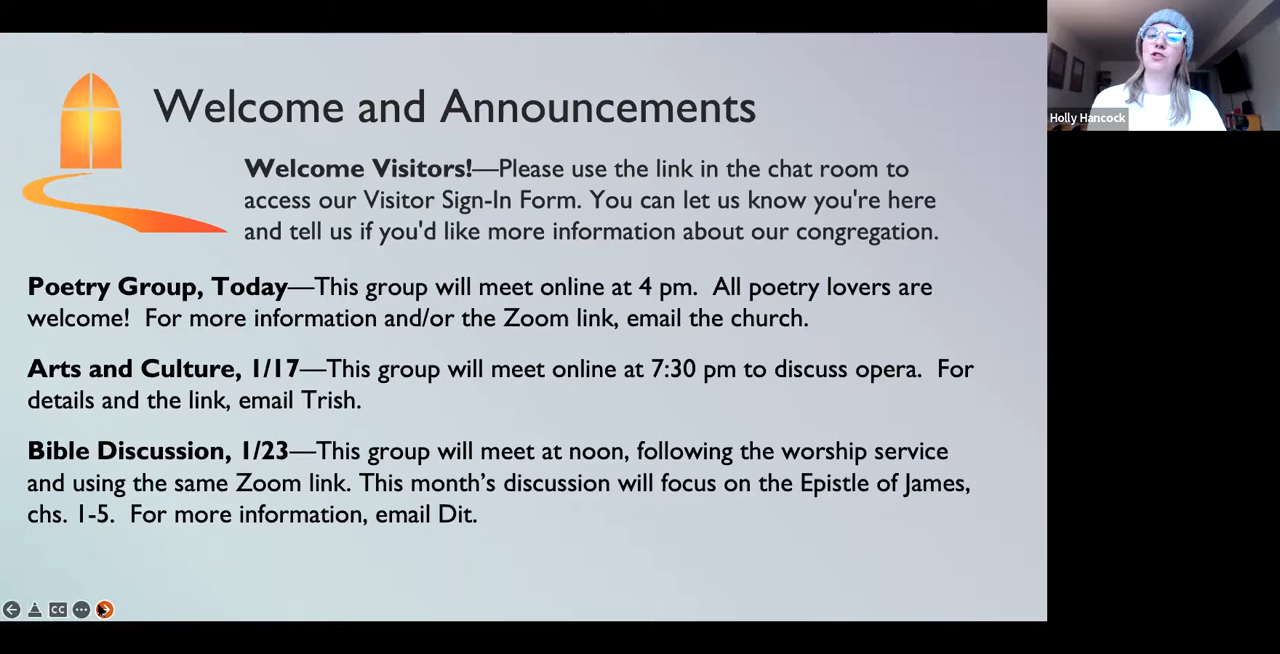 Welcome and Announcements
Holly Hancock
Welcome Visitors!—Please use the link in the chat room to
access our Visitor Sign-In Form. You can let us know you're here
and tell us if you'd like more information about our congregation.
Poetry Group, Today—This group will meet online at 4 pm.  All poetry lovers are
welcome!  For more information and/or the Zoom link, email the church.
Arts and Culture, 1/17—This group will meet online at 7:30 pm to discuss opera.  For
details and the link, email Trish.
Bible Discussion, 1/23—This group will meet at noon, following the worship service
and using the same Zoom link. This month’s discussion will focus on the Epistle of James,
chs. 1-5.  For more information, email Dit.
CC